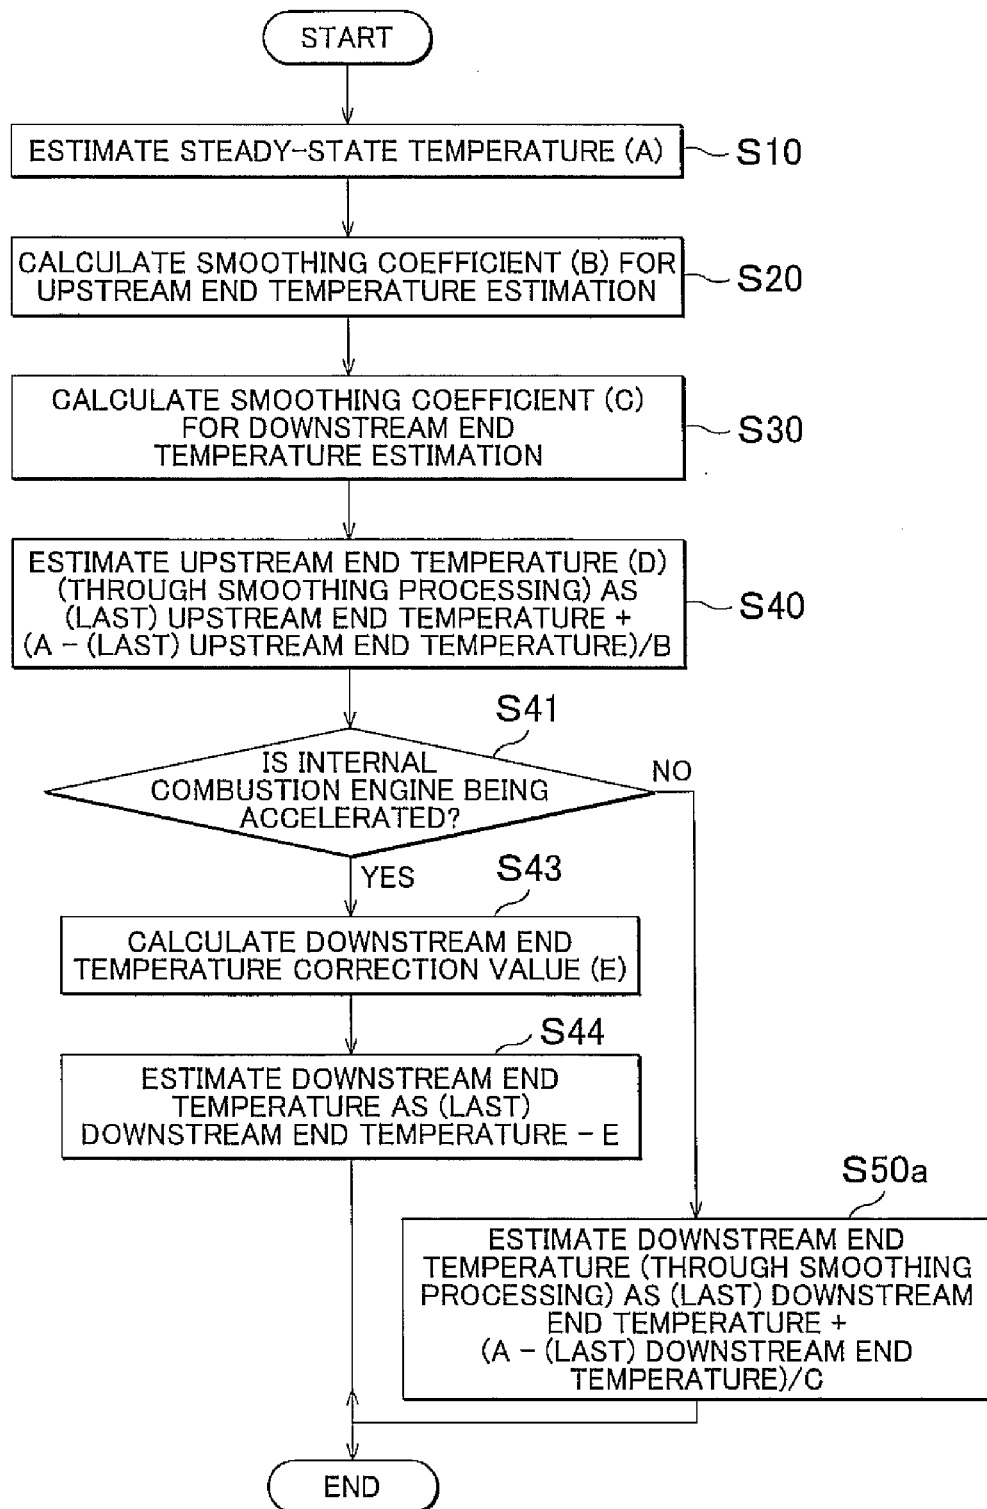 START
ESTIMATE STEADY-STATE TEMPERATURE (A)
S10
CALCULATE SMOOTHING COEFFICIENT (B) FOR
UPSTREAM END TEMPERATURE ESTIMATION
S20
CALCULATE SMOOTHING COEFFICIENT (C)
FOR DOWNSTREAM END
TEMPERATURE ESTIMATION
S30
ESTIMATE UPSTREAM END TEMPERATURE (D)
(THROUGH SMOOTHING PROCESSING) AS
(LAST) UPSTREAM END TEMPERATURE +
(A - (LAST) UPSTREAM END TEMPERATURE)/B
S40
S41
IS INTERNAL
COMBUSTION ENGINE BEING
ACCELERATED?
NO
YES
S43
CALCULATE DOWNSTREAM END
TEMPERATURE CORRECTION VALUE (E)
S44
ESTIMATE DOWNSTREAM END
TEMPERATURE AS (LAST)
DOWNSTREAM END TEMPERATURE - E
S50a
ESTIMATE DOWNSTREAM END
TEMPERATURE (THROUGH SMOOTHING
PROCESSING) AS (LAST) DOWNSTREAM
END TEMPERATURE +
(A - (LAST) DOWNSTREAM END
TEMPERATURE)/C
END